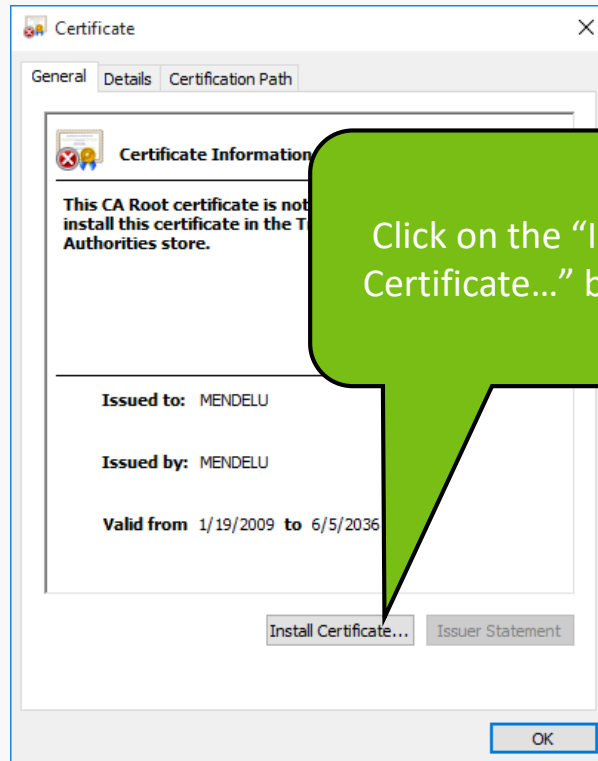 Certificate
General Details Certification Path
Certificate Information
This CA Root certificate is not
install this certificate in the
Authorities store.
Click on the “I
Certificate…” b
Issued to: MENDELU
Issued by: MENDELU
Valid from 1/19/2009 to 6/5/2036
Install Certificate... Issuer Statement
OK